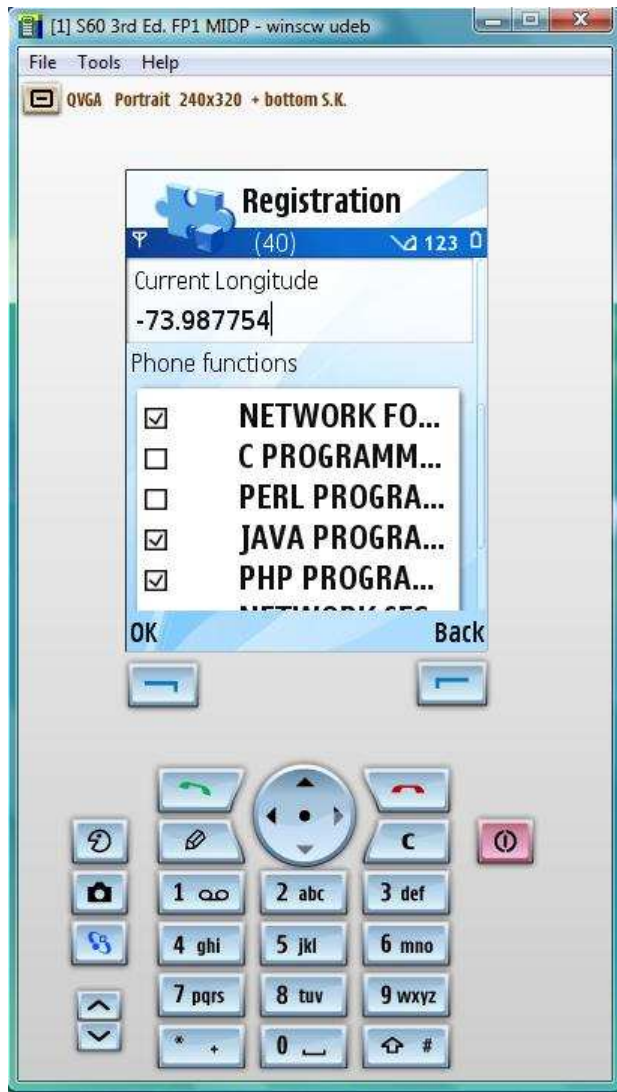 [1] S60 3rd Ed. FP1 MIDP - winscw udeb
File Tools Help
QVGA Portrait 240x320 + bottom S.K.
Registration
(40) 123
Current Longitude
-73.987754
Phone functions
NETWORK FO...
C PROGRAMM...
PERL PROGRA...
JAVA PROGRA...
PHP PROGRA...
OK Back
C
1 2 abc 3 def
4 ghi 5 jkl 6 mno
7 pqrs 8 tuv 9 wxyz
* + 0 #